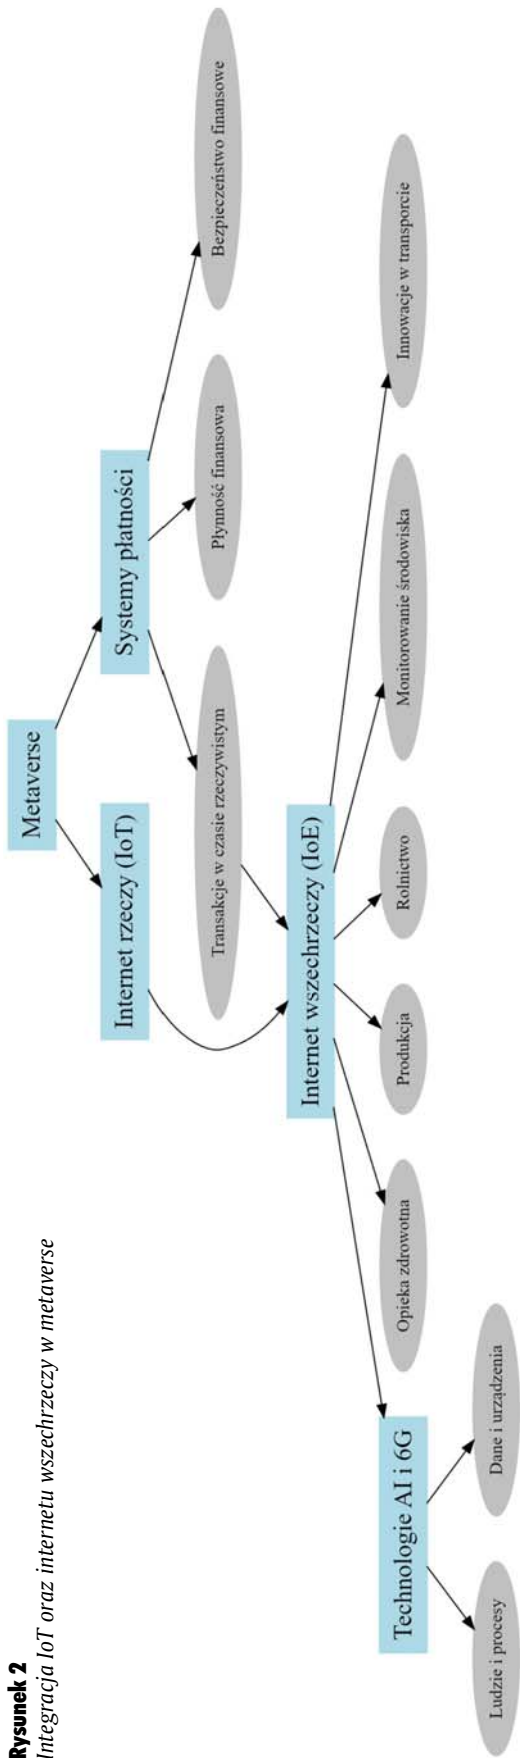 Rysunek 2
Integracja IoT oraz internetu wszechrzeczy w metaverse
Metaverse
Internet rzeczy (IoT)
Systemy płatności
Transakcje w czasie rzeczywistym
Płynność finansowa
Bezpieczeństwo finansowe
Internet wszechrzeczy (IoE)
Technologie AI i 6G
Opieka zdrowotna
Produkcja
Rolnictwo
Monitorowanie środowiska
Innowacje w transporcie
Ludzie i procesy
Dane i urządzenia